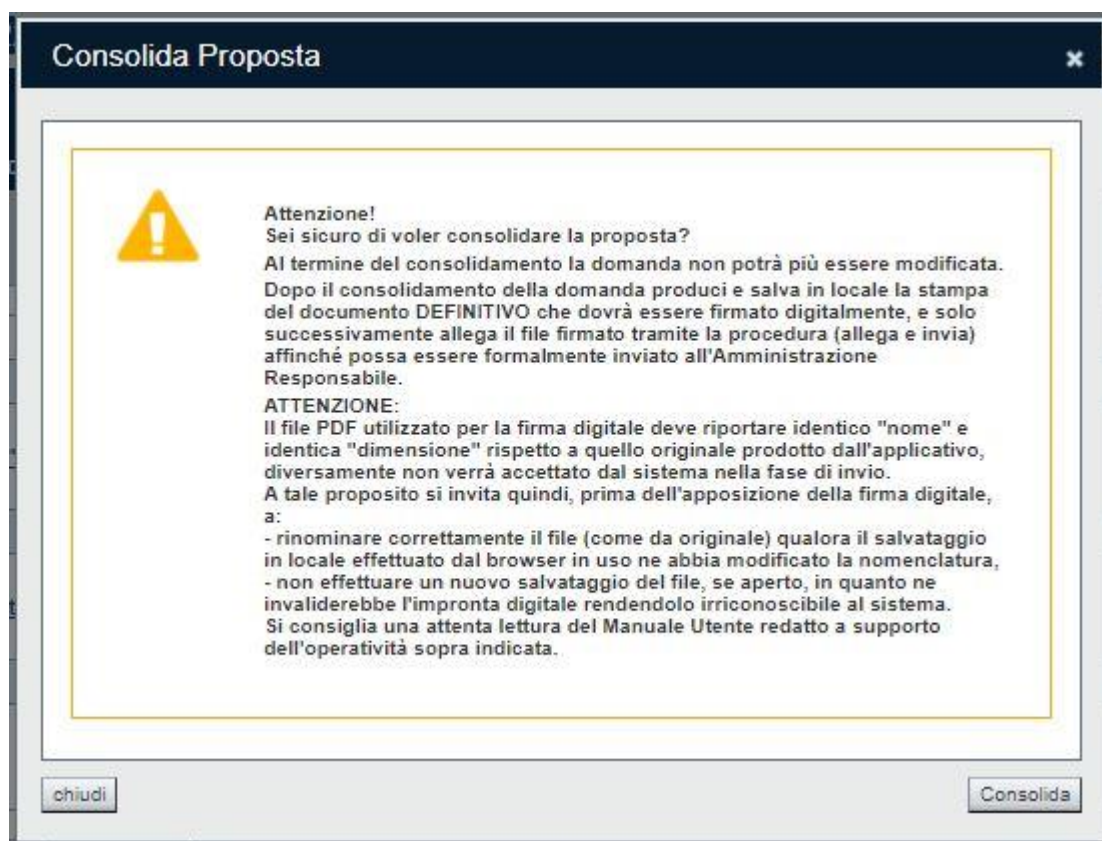 Consolida Proposta
Attenzione!
Sei sicuro di voler consolidare la proposta?
Al termine del consolidamento la domanda non potrà più essere modificata.
Dopo il consolidamento della domanda produci e salva in locale la stampa
del documento DEFINITIVO che dovrà essere firmato digitalmente, e solo
successivamente allega il file firmato tramite la procedura (allega e invia)
affinché possa essere formalmente inviato all'Amministrazione
Responsabile.
ATTENZIONE:
Il file PDF utilizzato per la firma digitale deve riportare identico "nome" e
identica "dimensione" rispetto a quello originale prodotto dall'applicativo,
diversamente non verrà accettato dal sistema nella fase di invio.
A tale proposito si invita quindi, prima dell'apposizione della firma digitale,
a:
- rinominare correttamente il file (come da originale) qualora il salvataggio
in locale effettuato dal browser in uso ne abbia modificato la nomenclatura,
- non effettuare un nuovo salvataggio del file, se aperto, in quanto ne
invaliderebbe l'impronta digitale rendendolo irriconoscibile al sistema.
Si consiglia una attenta lettura del Manuale Utente redatto a supporto
dell'operatività sopra indicata.
chiudi
Consolida